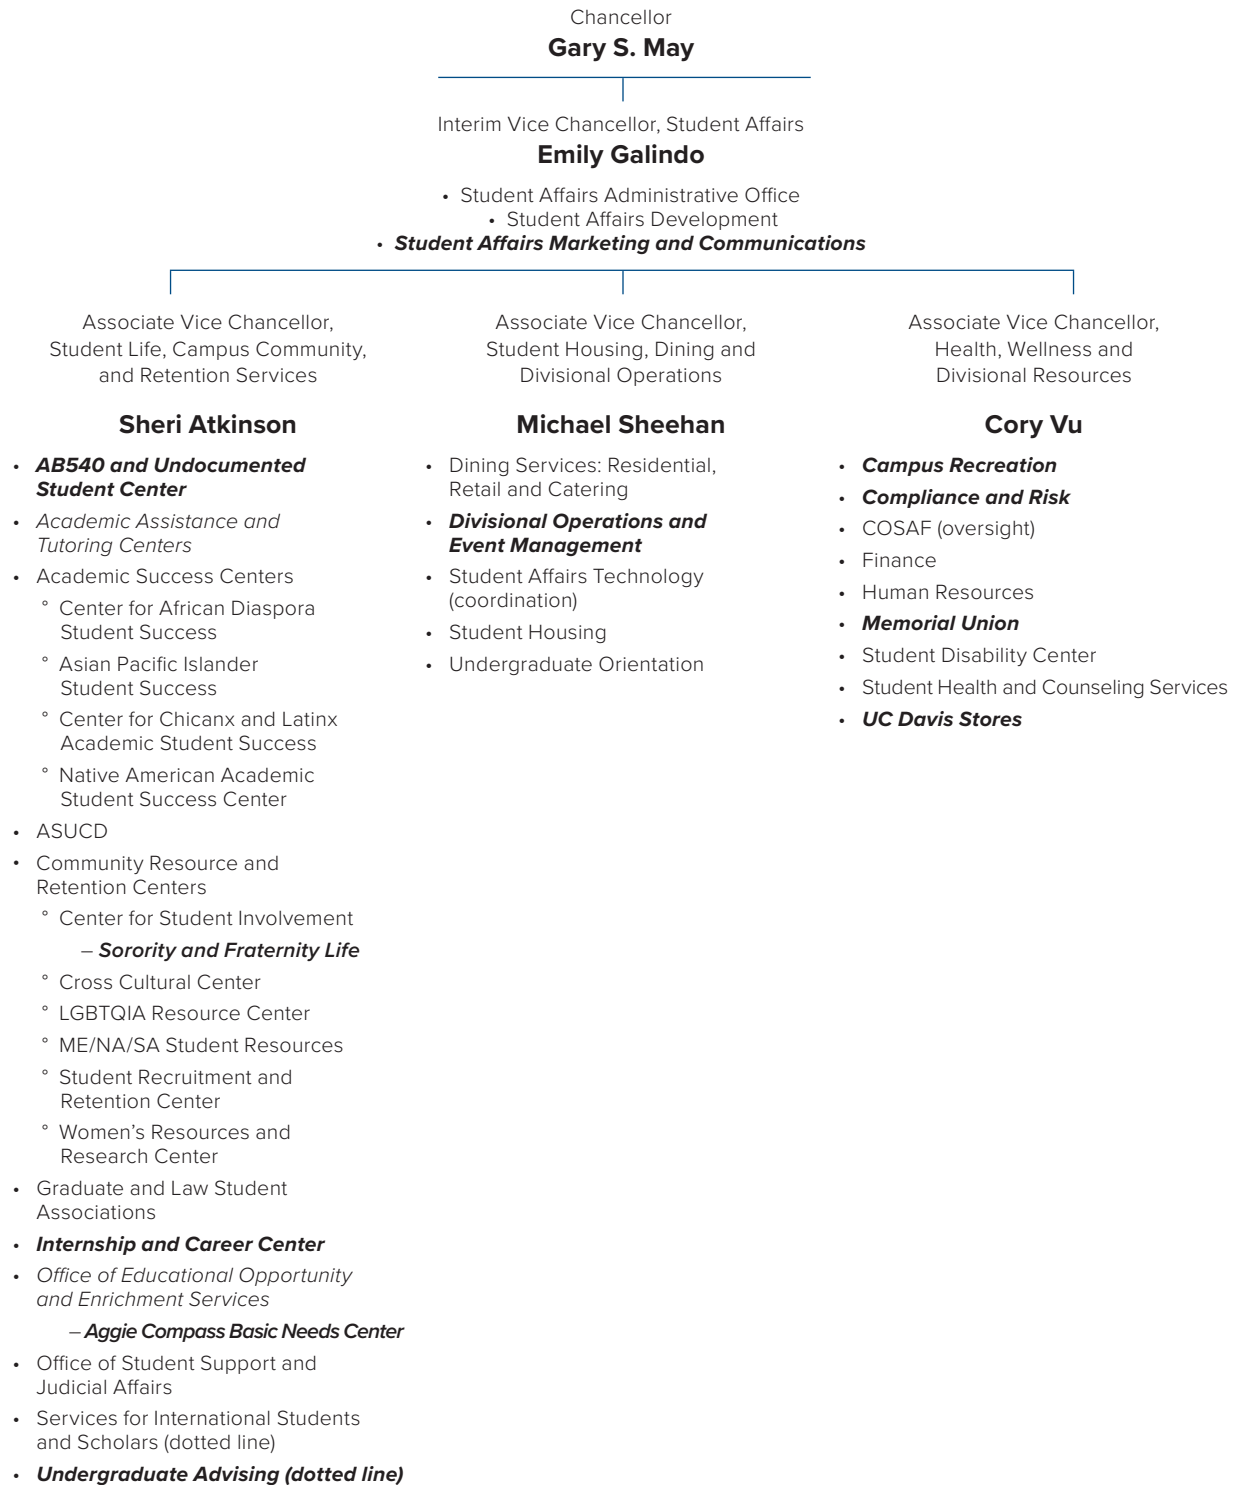 Chancellor
Gary S. May
Interim Vice Chancellor, Student Affairs
Emily Galindo
• Student Affairs Administrative Office
• Student Affairs Development
• Student Affairs Marketing and Communications
Associate Vice Chancellor,
Student Life, Campus Community,
and Retention Services
Sheri Atkinson
• AB540 and Undocumented
Student Center
• Academic Assistance and
Tutoring Centers
• Academic Success Centers
° Center for African Diaspora
Student Success
° Asian Pacific Islander
Student Success
° Center for Chicanx and Latinx
Academic Student Success
° Native American Academic
Student Success Center
• ASUCD
• Community Resource and
Retention Centers
° Center for Student Involvement
– Sorority and Fraternity Life
° Cross Cultural Center
° LGBTQIA Resource Center
° ME/NA/SA Student Resources
° Student Recruitment and
Retention Center
° Women’s Resources and
Research Center
• Graduate and Law Student
Associations
• Internship and Career Center
• Office of Educational Opportunity
and Enrichment Services
– Aggie Compass Basic Needs Center
• Office of Student Support and
Judicial Affairs
• Services for International Students
and Scholars (dotted line)
• Undergraduate Advising (dotted line)
Associate Vice Chancellor,
Student Housing, Dining and
Divisional Operations
Michael Sheehan
• Dining Services: Residential,
Retail and Catering
• Divisional Operations and
Event Management
• Student Affairs Technology
(coordination)
• Student Housing
• Undergraduate Orientation
Associate Vice Chancellor,
Health, Wellness and
Divisional Resources
Cory Vu
• Campus Recreation
• Compliance and Risk
• COSAF (oversight)
• Finance
• Human Resources
• Memorial Union
• Student Disability Center
• Student Health and Counseling Services
• UC Davis Stores